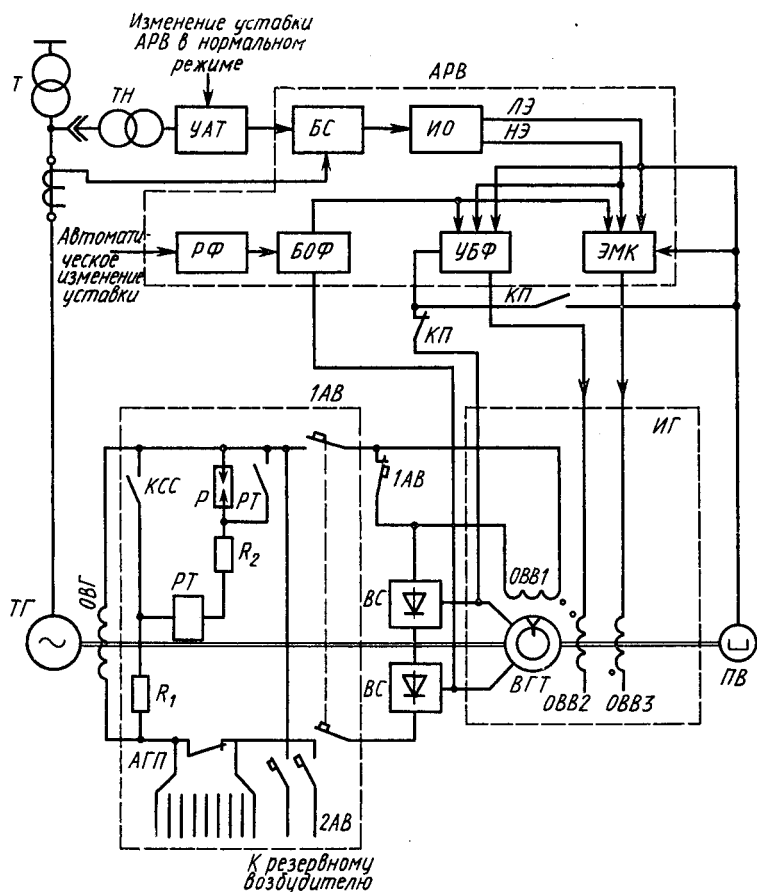 Изменение уставки
АРВ в нормальном
режиме
АРВ
Т
ТН
УАТ
БС
ИО
ЛЭ
НЭ
Автомати-
ческое
изменение
уставки
РФ
БОФ
УБФ
ЭМК
КП
КП
1АВ
ИГ
КСС
Р
РТ
1АВ
R2
ОВГ
РТ
ВС
ОВВ1
ТГ
R1
ВС
ВГТ
ОВВ2
ОВВ3
ПВ
АГП
2АВ
К резервному
возбудителю